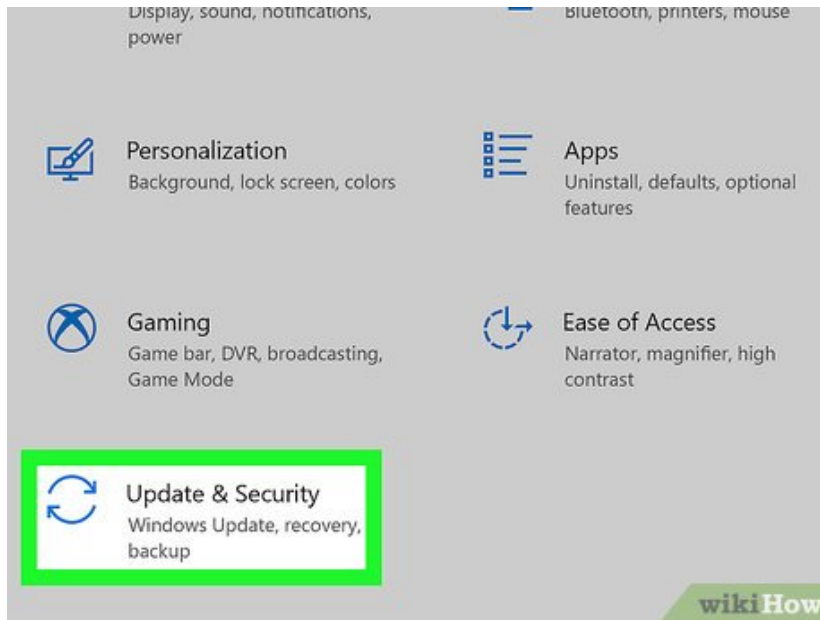 Display, sound, notifications,
power
Bluetooth, printers, mouse
Personalization
Background, lock screen, colors
Apps
Uninstall, defaults, optional
features
Gaming
Game bar, DVR, broadcasting,
Game Mode
Ease of Access
Narrator, magnifier, high
contrast
Update & Security
Windows Update, recovery,
backup
wikiHow